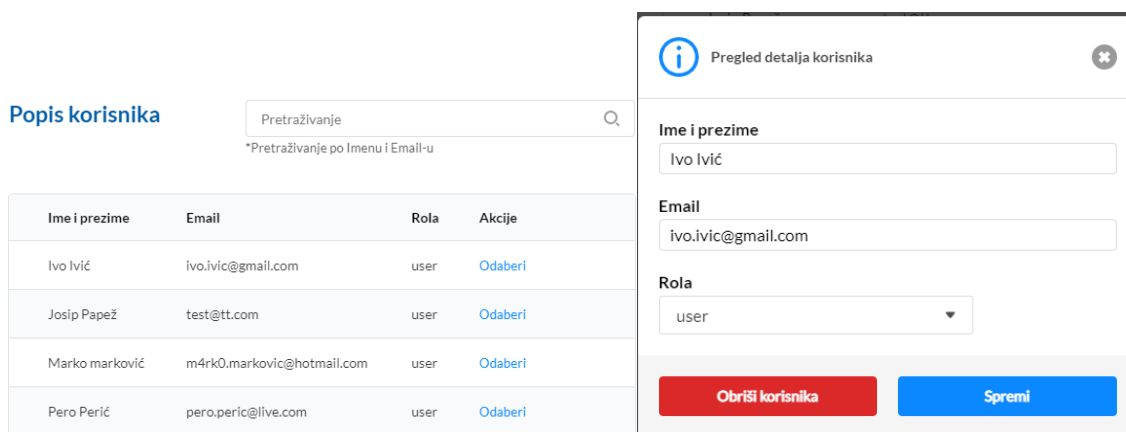 Popis korisnika
Pretraživanje
*Pretraživanje po Imenu i Email-u
Ime i prezime Email Rola Akcije
Ivo Ivić ivo.ivic@gmail.com user Odaberi
Josip Papež test@tt.com user Odaberi
Marko marković m4rk0.markovic@hotmail.com user Odaberi
Pero Perić pero.peric@live.com user Odaberi
Pregled detalja korisnika
Ime i prezime
Ivo Ivić
Email
ivo.ivic@gmail.com
Rola
user
Obriši korisnika Spremi